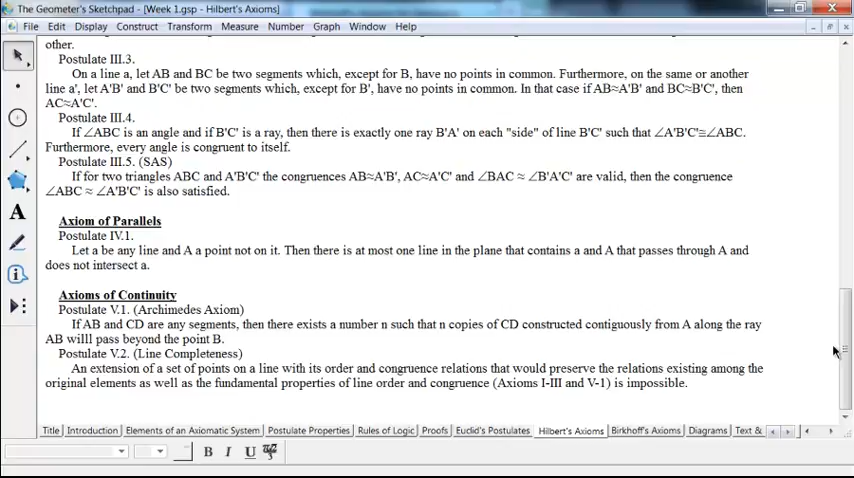 The Geometer's Sketchpad - [Week 1.gsp - Hilbert's Axioms]
File Edit Display Construct Transform Measure Number Graph Window Help
other.
Postulate III.3.
On a line a, let AB and BC be two segments which, except for B, have no points in common. Furthermore, on the same or another
line a', let A'B' and B'C' be two segments which, except for B', have no points in common. In that case if AB≈A'B' and BC≈B'C', then
AC≈A'C'.
Postulate III.4.
If ∠ABC is an angle and if B'C' is a ray, then there is exactly one ray B'A' on each "side" of line B'C' such that ∠A'B'C'≅∠ABC.
Furthermore, every angle is congruent to itself.
Postulate III.5. (SAS)
If for two triangles ABC and A'B'C' the congruences AB≈A'B', AC≈A'C' and ∠BAC ≈ ∠B'A'C' are valid, then the congruence
∠ABC ≈ ∠A'B'C' is also satisfied.
Axiom of Parallels
Postulate IV.1.
Let a be any line and A a point not on it. Then there is at most one line in the plane that contains a and A that passes through A and
does not intersect a.
Axioms of Continuity
Postulate V.1. (Archimedes Axiom)
If AB and CD are any segments, then there exists a number n such that n copies of CD constructed contiguously from A along the ray
AB willl pass beyond the point B.
Postulate V.2. (Line Completeness)
An extension of a set of points on a line with its order and congruence relations that would preserve the relations existing among the
original elements as well as the fundamental properties of line order and congruence (Axioms I-III and V-1) is impossible.
Title Introduction Elements of an Axiomatic System Postulate Properties Rules of Logic Proofs Euclid's Postulates Hilbert's Axioms Birkhoff's Axioms Diagrams Text &
B I U